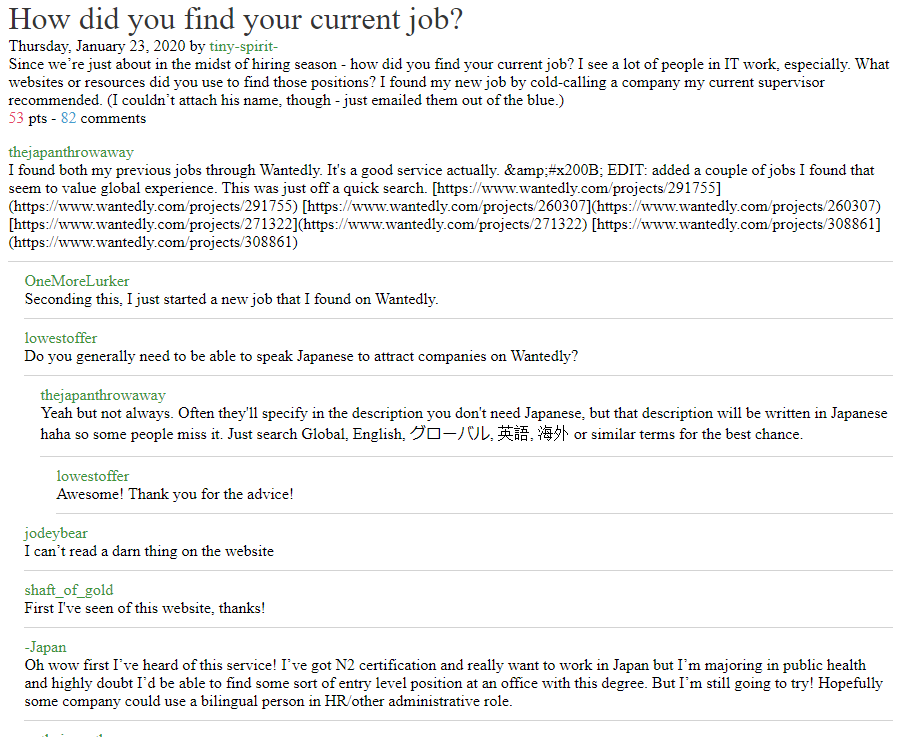 How did you find your current job?
Thursday, January 23, 2020 by tiny-spirit-
Since we’re just about in the midst of hiring season - how did you find your current job? I see a lot of people in IT work, especially. What
websites or resources did you use to find those positions? I found my new job by cold-calling a company my current supervisor
recommended. (I couldn’t attach his name, though - just emailed them out of the blue.)
53 pts - 82 comments
thejapanthrowaway
I found both my previous jobs through Wantedly. It's a good service actually. &amp;#x200B; EDIT: added a couple of jobs I found that
seem to value global experience. This was just off a quick search. [https://www.wantedly.com/projects/291755]
(https://www.wantedly.com/projects/291755) [https://www.wantedly.com/projects/260307](https://www.wantedly.com/projects/260307)
[https://www.wantedly.com/projects/271322](https://www.wantedly.com/projects/271322) [https://www.wantedly.com/projects/308861]
(https://www.wantedly.com/projects/308861)
OneMoreLurker
Seconding this, I just started a new job that I found on Wantedly.
lowestoffer
Do you generally need to be able to speak Japanese to attract companies on Wantedly?
thejapanthrowaway
Yeah but not always. Often they'll specify in the description you don't need Japanese, but that description will be written in Japanese
haha so some people miss it. Just search Global, English, グローバル, 英語, 海外 or similar terms for the best chance.
lowestoffer
Awesome! Thank you for the advice!
jodeybear
I can’t read a darn thing on the website
shaft_of_gold
First I've seen of this website, thanks!
-Japan
Oh wow first I’ve heard of this service! I’ve got N2 certification and really want to work in Japan but I’m majoring in public health
and highly doubt I’d be able to find some sort of entry level position at an office with this degree. But I’m still going to try! Hopefully
some company could use a bilingual person in HR/other administrative role.